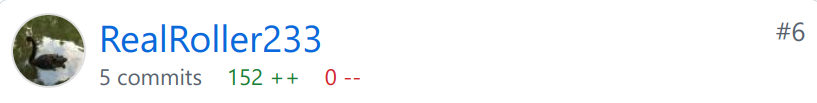 RealRoller233
#6
5 commits 152 ++ 0 --